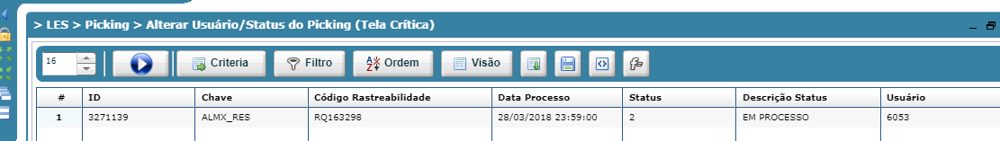 > LES > Picking > Alterar Usuário/Status do Picking (Tela Crítica)
16 Criteria Filtro Ordem Visão
# ID Chave Código Rastreabilidade Data Processo Status Descrição Status Usuário
1 3271139 ALMX_RES RQ163298 28/03/2018 23:59:00 2 EM PROCESSO 6053